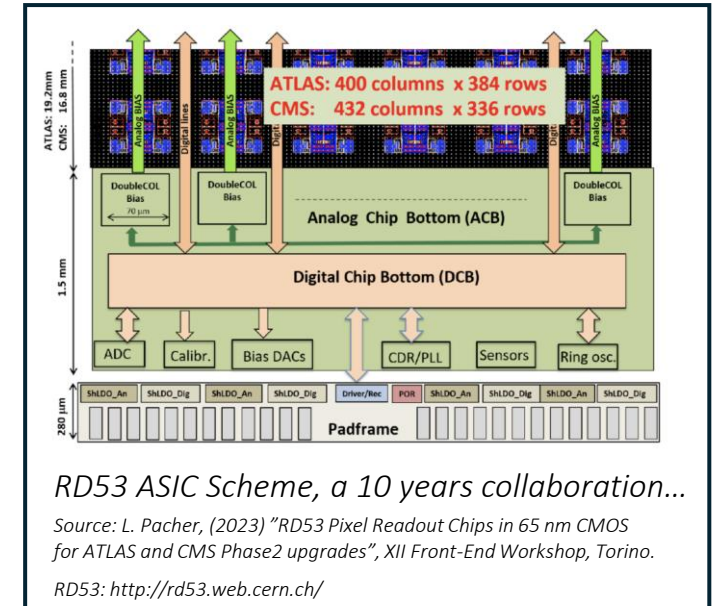 ATLAS: 19.2mm
CMS: 16.8 mm
Analog BIAS
Digital lines
Analog BIAS
Analog BIAS
ATLAS: 400 columns x 384 rows
CMS: 432 columns x 336 rows
1.5 mm
DoubleCOL
Bias
70 µm
DoubleCOL
Bias
DoubleCOL
Bias
Analog Chip Bottom (ACB)
Digital Chip Bottom (DCB)
ADC
Calibr.
Bias DACs
CDR/PLL
Sensors
Ring osc.
280 µm
ShLDO_An ShLDO_Dig ShLDO_An ShLDO_Dig Driver/Rec POR ShLDO_An ShLDO_Dig ShLDO_An ShLDO_Dig
Padframe
RD53 ASIC Scheme, a 10 years collaboration…
Source: L. Pacher, (2023) ”RD53 Pixel Readout Chips in 65 nm CMOS
for ATLAS and CMS Phase2 upgrades”, XII Front-End Workshop, Torino.
RD53: http://rd53.web.cern.ch/